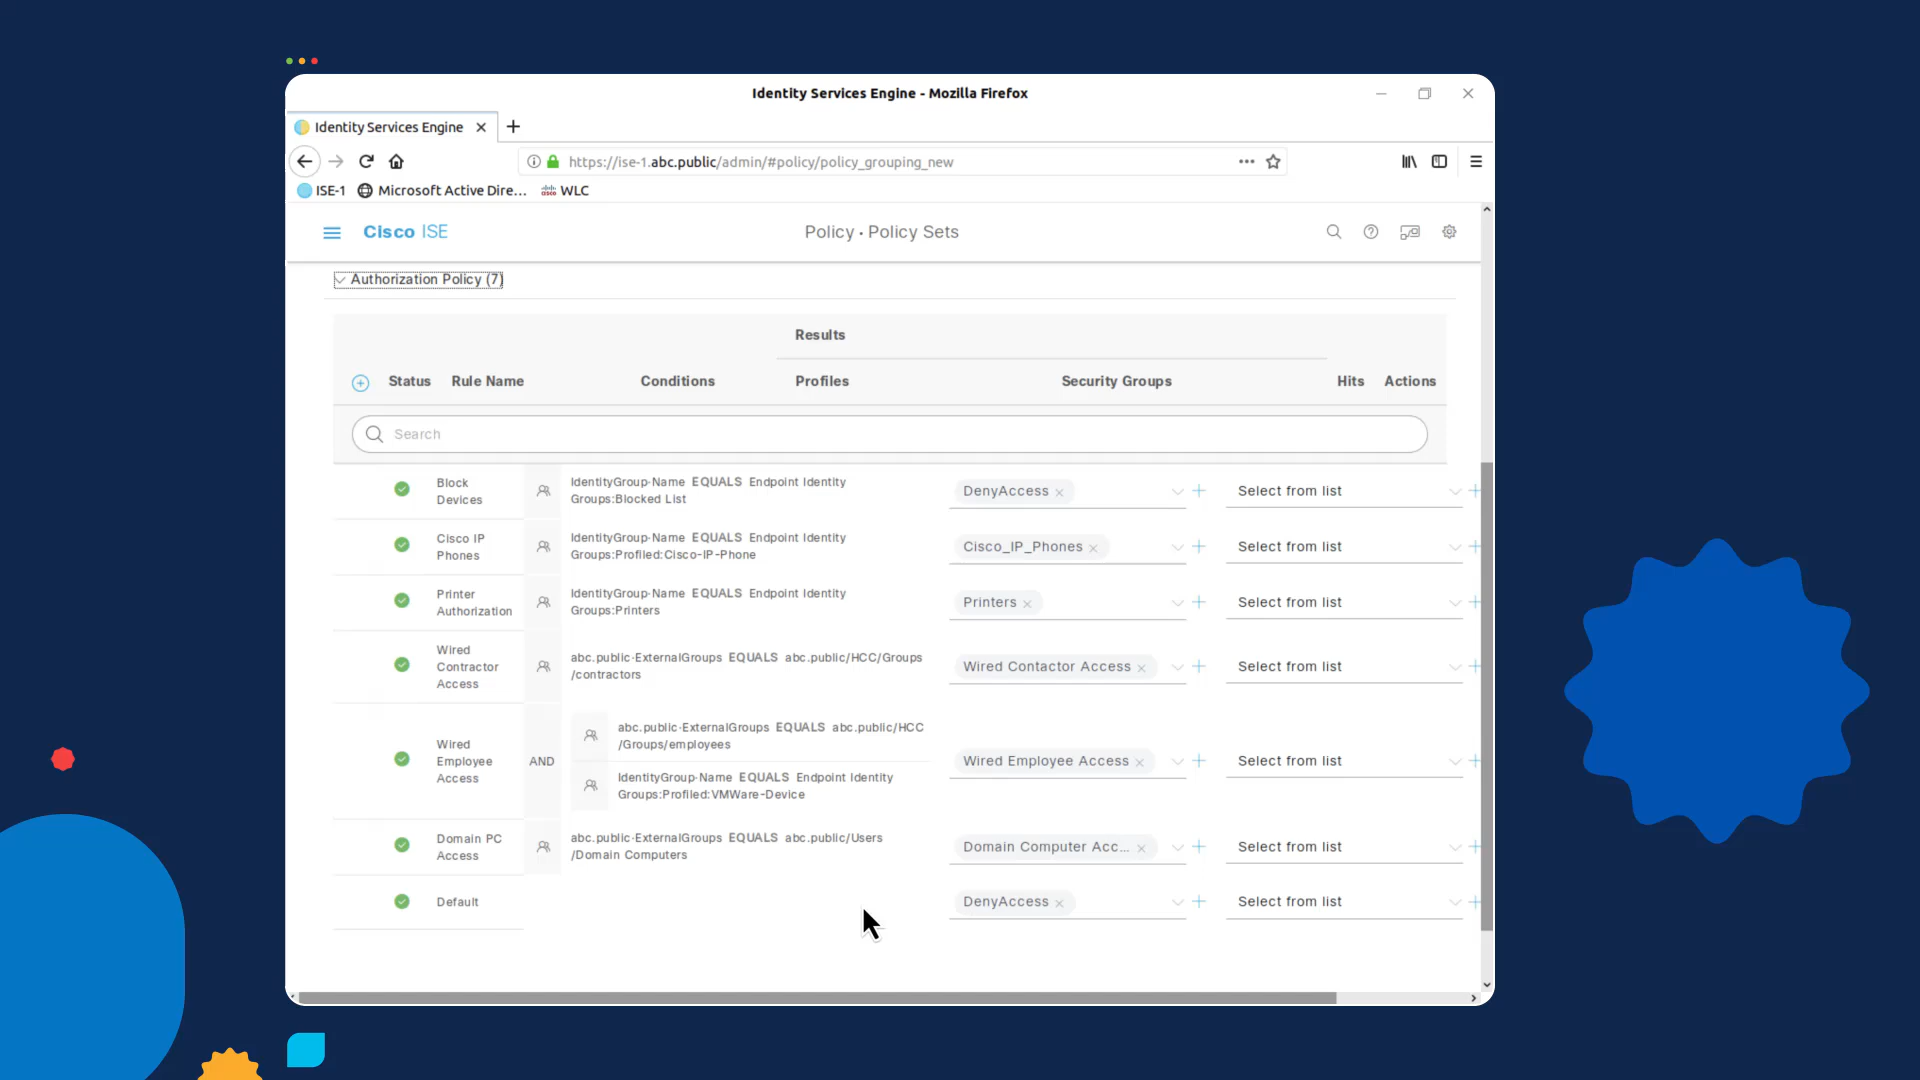 Identity Services Engine - Mozilla Firefox
Identity Services Engine
https://ise-1.abc.public/admin/#policy/policy_grouping_new
ISE-1 Microsoft Active Dire... WLC
Cisco ISE Policy · Policy Sets
Authorization Policy (7)
Results
Status Rule Name Conditions Profiles Security Groups Hits Actions
Search
Block
Devices
IdentityGroup·Name EQUALS Endpoint Identity
Groups:Blocked List
DenyAccess
Select from list
Cisco IP
Phones
IdentityGroup·Name EQUALS Endpoint Identity
Groups:Profiled:Cisco-IP-Phone
Cisco_IP_Phones
Select from list
Printer
Authorization
IdentityGroup·Name EQUALS Endpoint Identity
Groups:Printers
Printers
Select from list
Wired
Contractor
Access
abc.public·ExternalGroups EQUALS abc.public/HCC/Groups
/contractors
Wired Contactor Access
Select from list
Wired
Employee
Access
AND
abc.public·ExternalGroups EQUALS abc.public/HCC
/Groups/employees
IdentityGroup·Name EQUALS Endpoint Identity
Groups:Profiled:VMWare-Device
Wired Employee Access
Select from list
Domain PC
Access
abc.public·ExternalGroups EQUALS abc.public/Users
/Domain Computers
Domain Computer Acc...
Select from list
Default
DenyAccess
Select from list